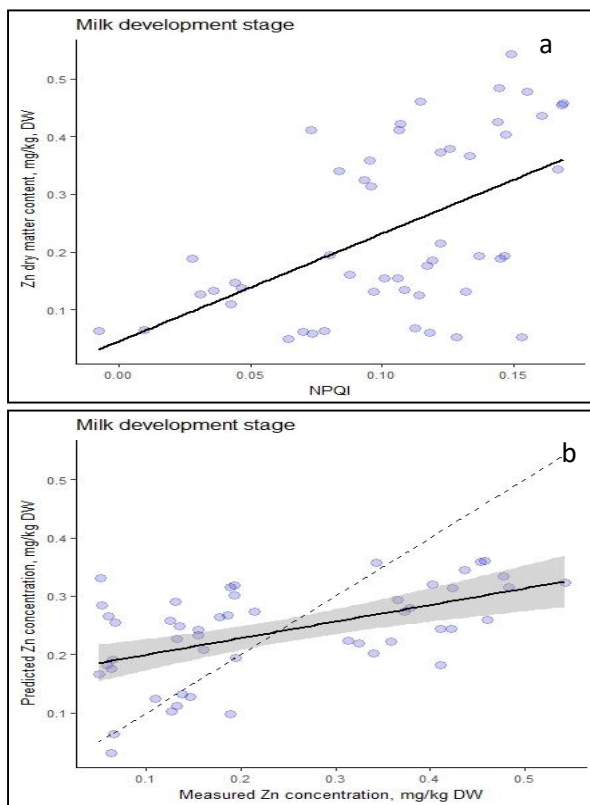 Milk development stage
a
Zn dry matter content, mg/kg, DW
0.5
0.4
0.3
0.2
0.1
0.00
0.05
0.10
0.15
NPQI
Milk development stage
b
Predicted Zn concentration, mg/kg DW
0.5
0.4
0.3
0.2
0.1
0.1
0.2
0.3
0.4
0.5
Measured Zn concentration, mg/kg DW